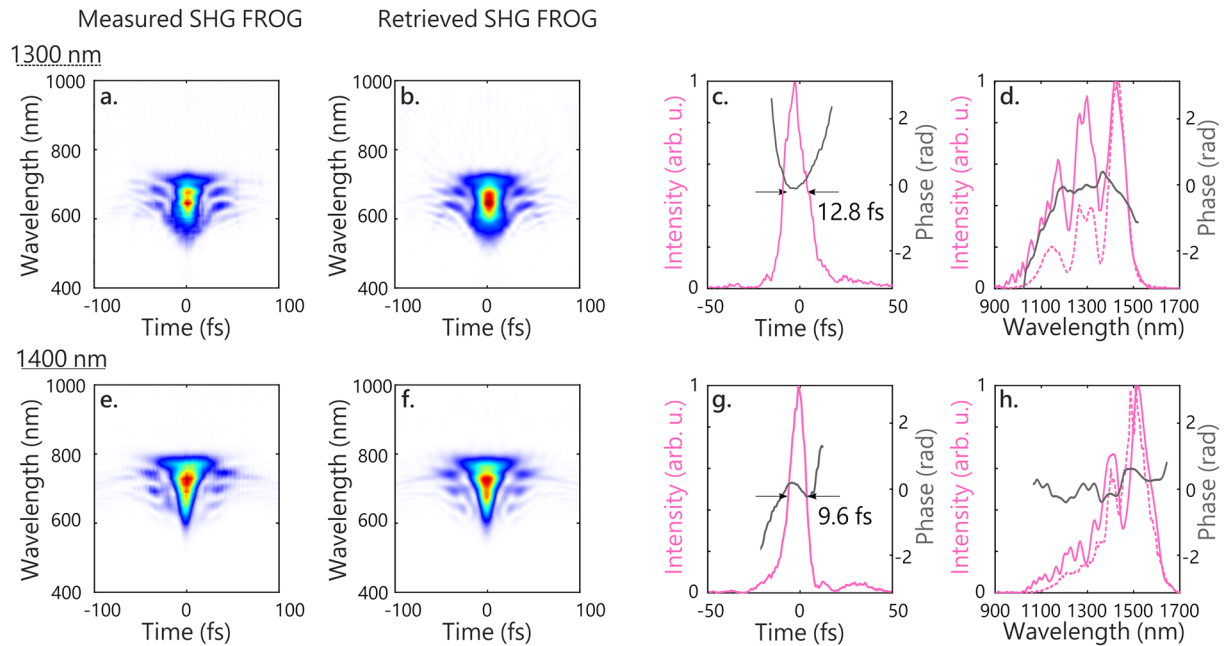 Measured SHG FROG
Retrieved SHG FROG
1300 nm
a.
1000
800
600
400
Wavelength (nm)
-100
0
100
Time (fs)
b.
1000
800
600
400
Wavelength (nm)
-100
0
100
Time (fs)
c.
1
0
Intensity (arb. u.)
12.8 fs
2
0
-2
Phase (rad)
-50
0
50
Time (fs)
d.
1
0
Intensity (arb. u.)
2
0
-2
Phase (rad)
900
1100
1300
1500
1700
Wavelength (nm)
1400 nm
e.
1000
800
600
400
Wavelength (nm)
-100
0
100
Time (fs)
f.
1000
800
600
400
Wavelength (nm)
-100
0
100
Time (fs)
g.
1
0
Intensity (arb. u.)
9.6 fs
2
0
-2
Phase (rad)
-50
0
50
Time (fs)
h.
1
0
Intensity (arb. u.)
2
0
-2
Phase (rad)
900
1100
1300
1500
1700
Wavelength (nm)